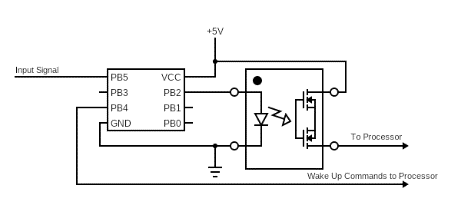 +5V
Input Signal
PB5 VCC
PB3 PB2
PB4 PB1
GND PB0
To Processor
Wake Up Commands to Processor